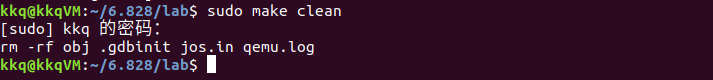 kkq@kkqVM:~/6.828/lab$ sudo make clean
[sudo] kkq 的密码：
rm -rf obj .gdbinit jos.in qemu.log
kkq@kkqVM:~/6.828/lab$